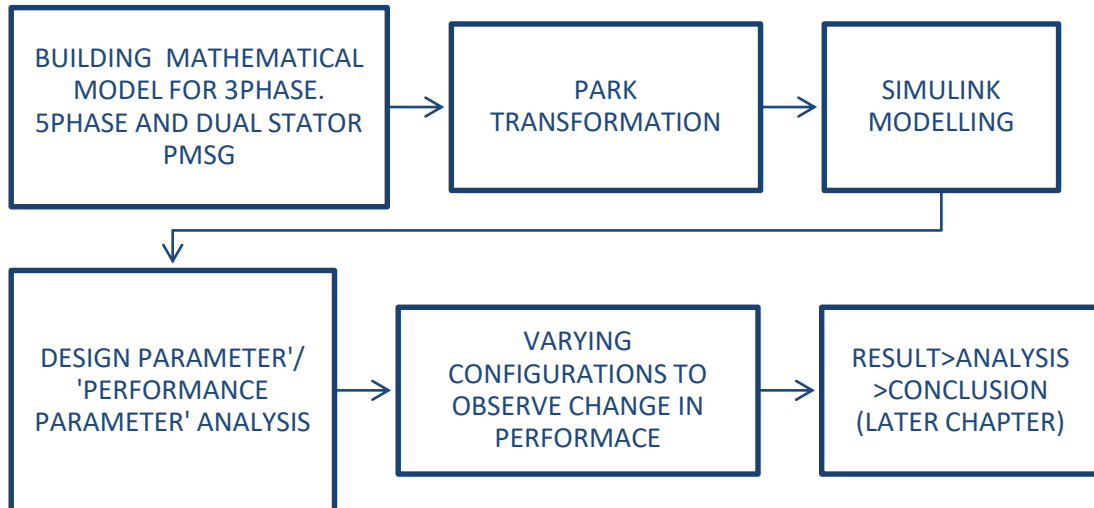 BUILDING MATHEMATICAL
MODEL FOR 3PHASE.
5PHASE AND DUAL STATOR
PMSG
PARK
TRANSFORMATION
SIMULINK
MODELLING
DESIGN PARAMETER'/
'PERFORMANCE
PARAMETER' ANALYSIS
VARYING
CONFIGURATIONS TO
OBSERVE CHANGE IN
PERFORMACE
RESULT>ANALYSIS
>CONCLUSION
(LATER CHAPTER)